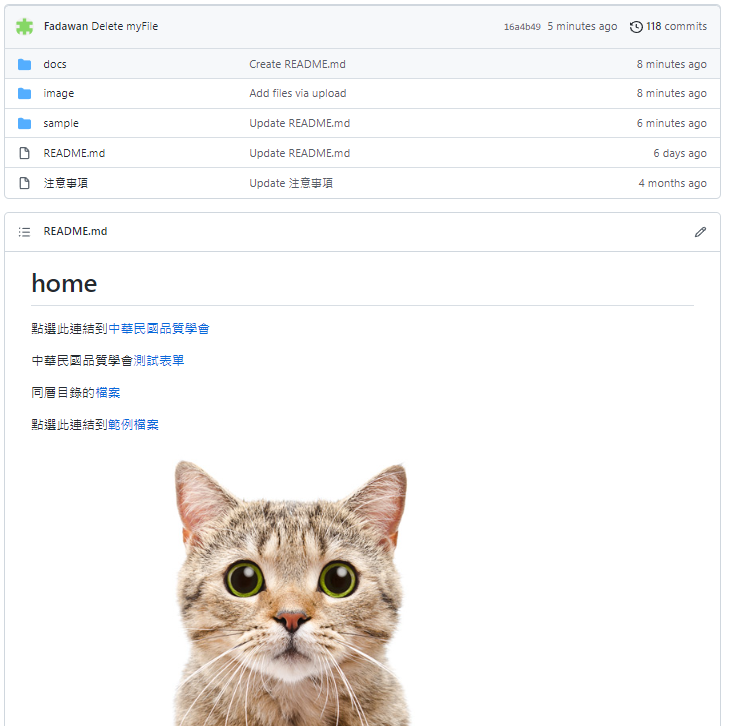 Fadawan Delete myFile 16a4b49 5 minutes ago 118 commits
docs Create README.md 8 minutes ago
image Add files via upload 8 minutes ago
sample Update README.md 6 minutes ago
README.md Update README.md 6 days ago
注意事項 Update 注意事項 4 months ago
README.md
home
點選此連結到中華民國品質學會
中華民國品質學會測試表單
同層目錄的檔案
點選此連結到範例檔案